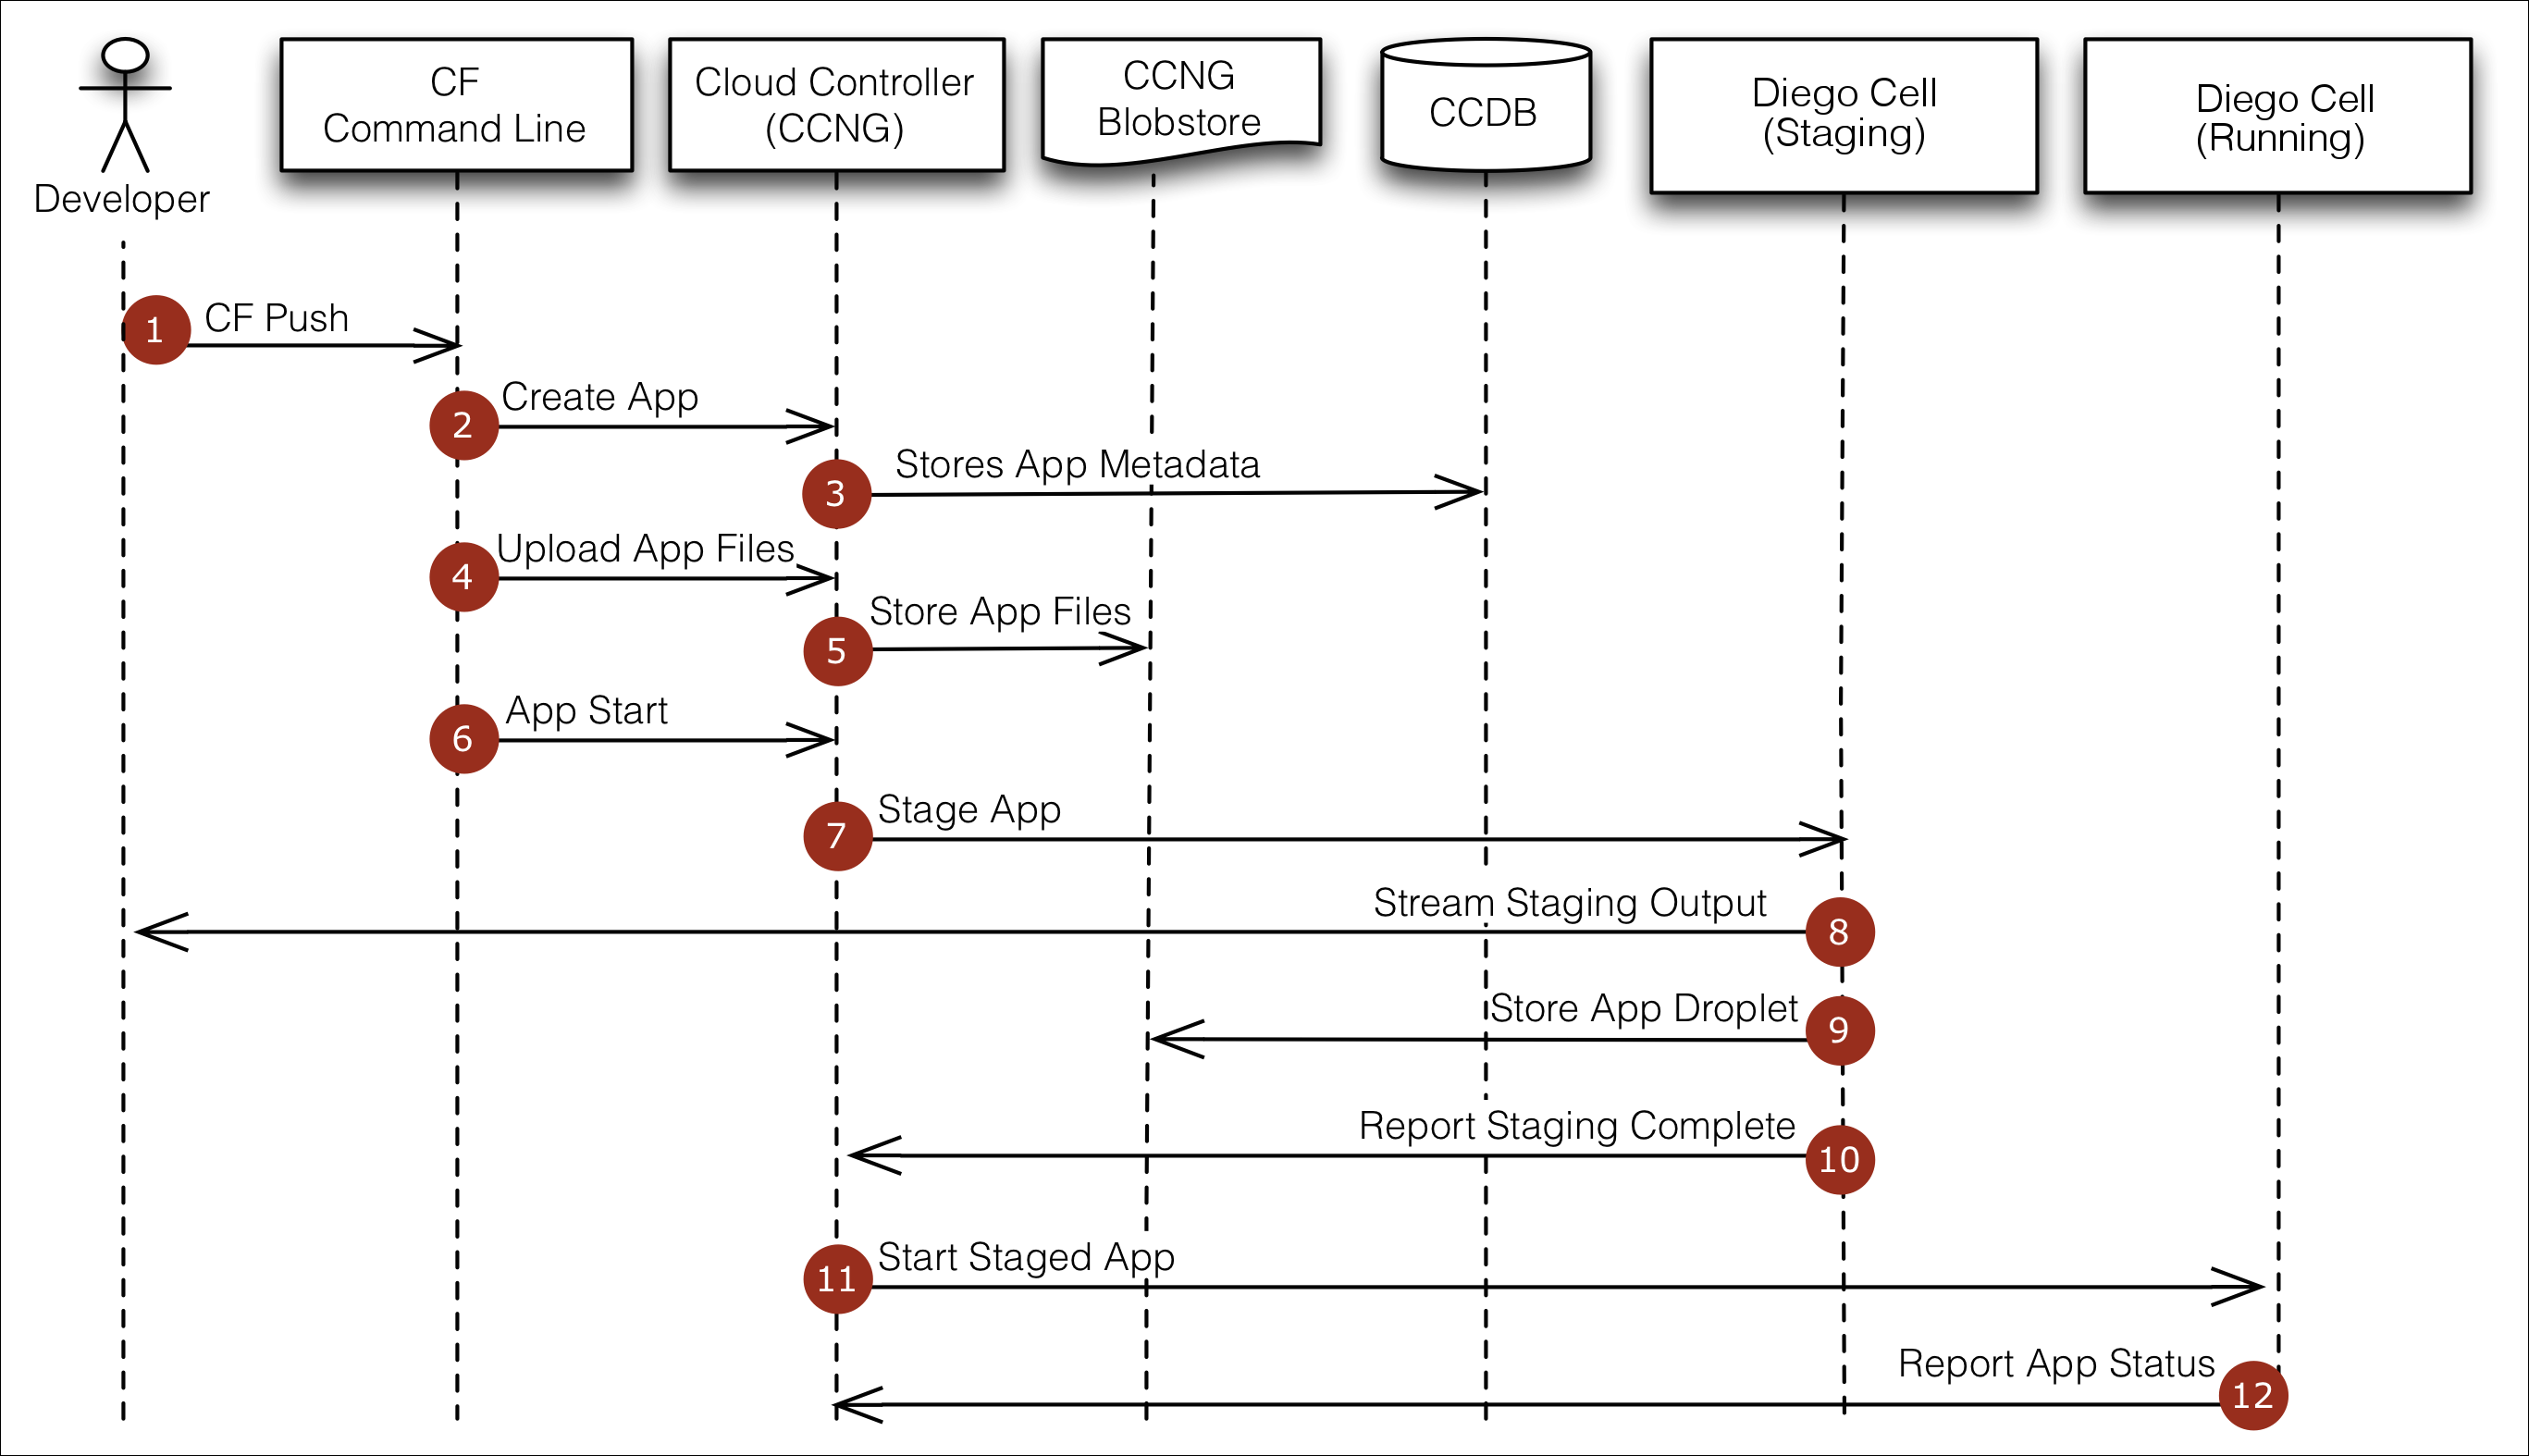 Developer
CF
Command Line
Cloud Controller
(CCNG)
CCNG
Blobstore
CCDB
Diego Cell
(Staging)
Diego Cell
(Running)
1 CF Push
2 Create App
3 Stores App Metadata
4 Upload App Files
5 Store App Files
6 App Start
7 Stage App
Stream Staging Output 8
Store App Droplet 9
Report Staging Complete 10
11 Start Staged App
Report App Status 12